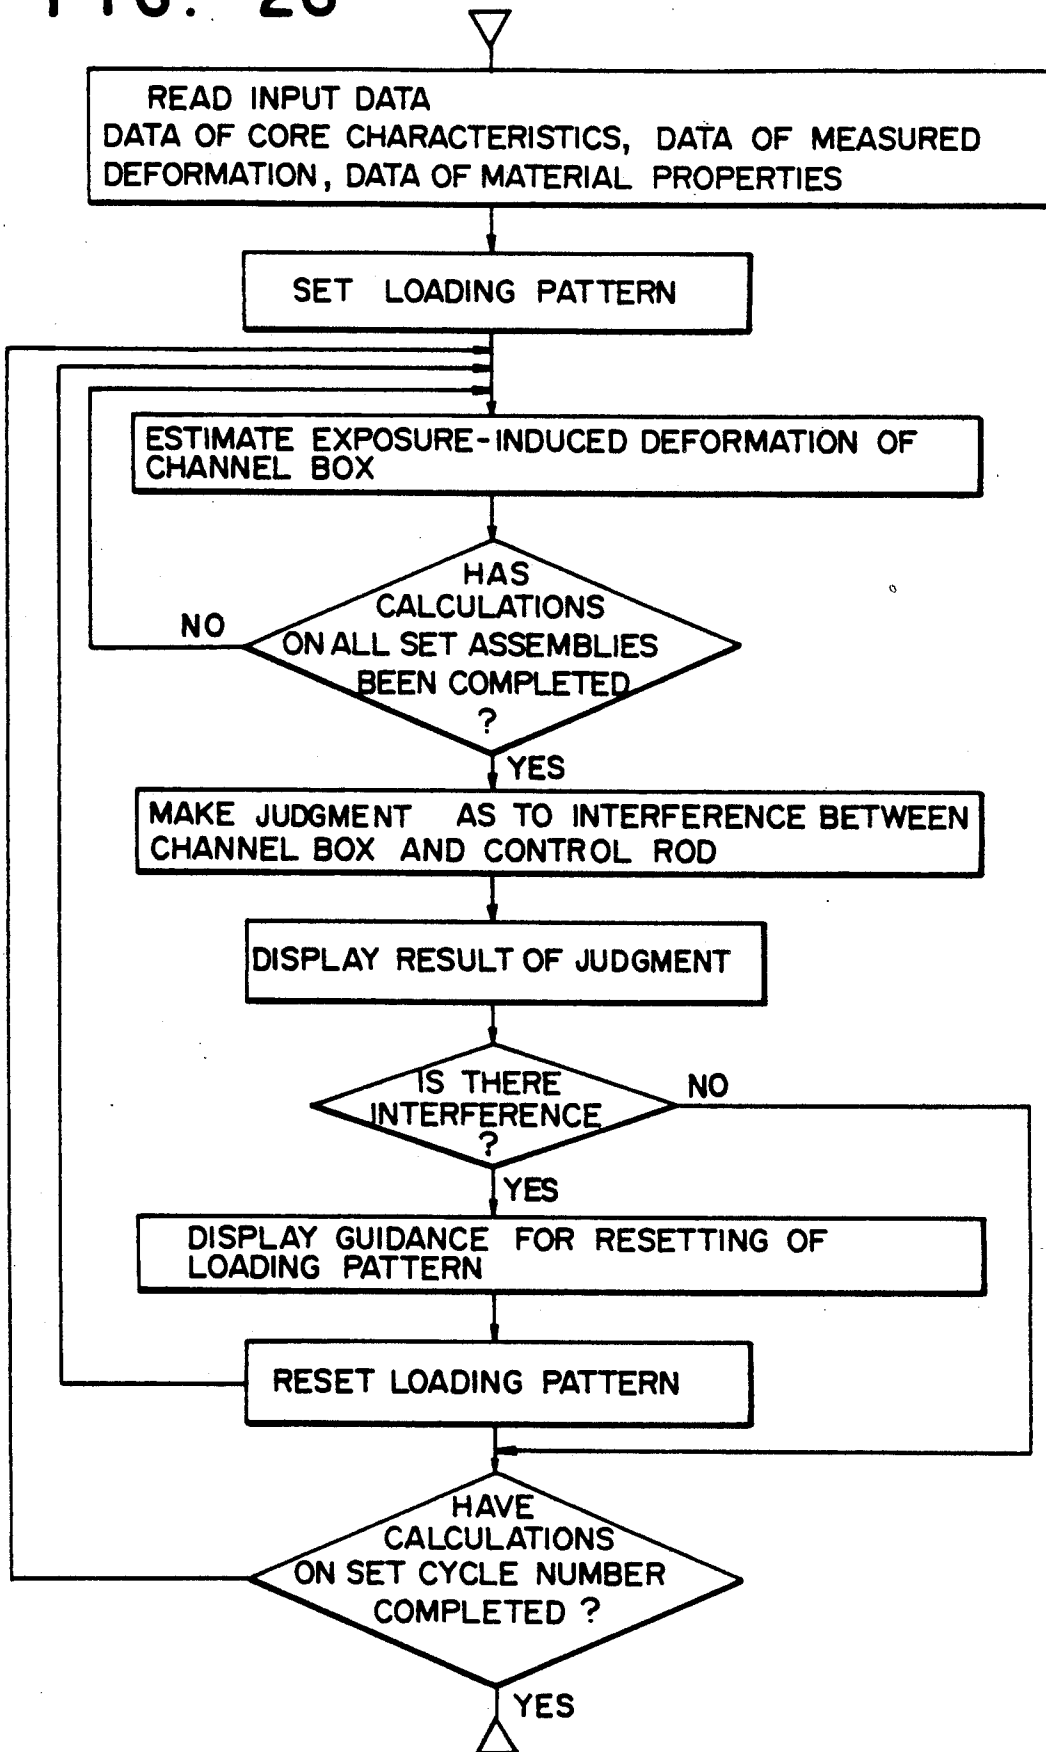 FIG. 26
READ INPUT DATA
DATA OF CORE CHARACTERISTICS, DATA OF MEASURED
DEFORMATION, DATA OF MATERIAL PROPERTIES
SET LOADING PATTERN
ESTIMATE EXPOSURE-INDUCED DEFORMATION OF
CHANNEL BOX
HAS
CALCULATIONS
ON ALL SET ASSEMBLIES
BEEN COMPLETED
?
NO
YES
MAKE JUDGMENT AS TO INTERFERENCE BETWEEN
CHANNEL BOX AND CONTROL ROD
DISPLAY RESULT OF JUDGMENT
IS THERE
INTERFERENCE
?
NO
YES
DISPLAY GUIDANCE FOR RESETTING OF
LOADING PATTERN
RESET LOADING PATTERN
HAVE
CALCULATIONS
ON SET CYCLE NUMBER
COMPLETED ?
YES